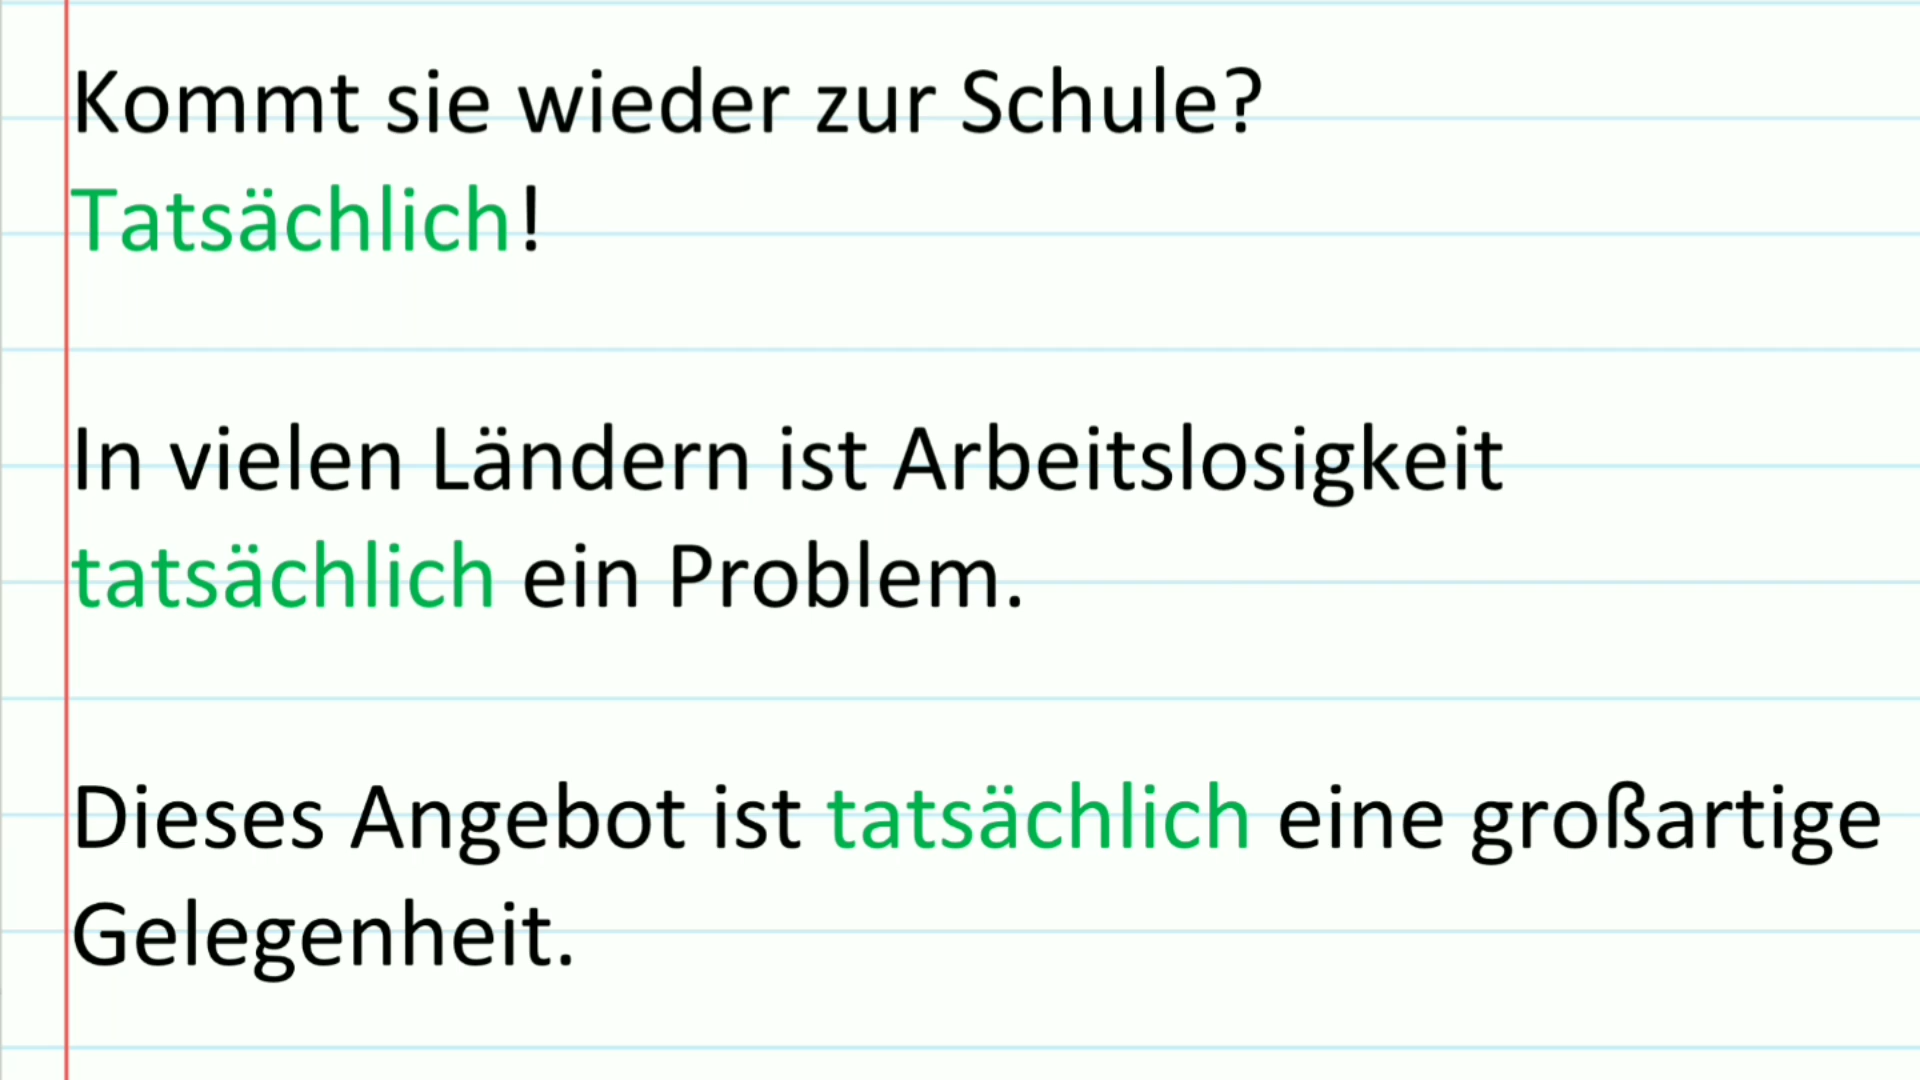 Kommt sie wieder zur Schule?
Tatsächlich!
In vielen Ländern ist Arbeitslosigkeit
tatsächlich ein Problem.
Dieses Angebot ist tatsächlich eine großartige
Gelegenheit.